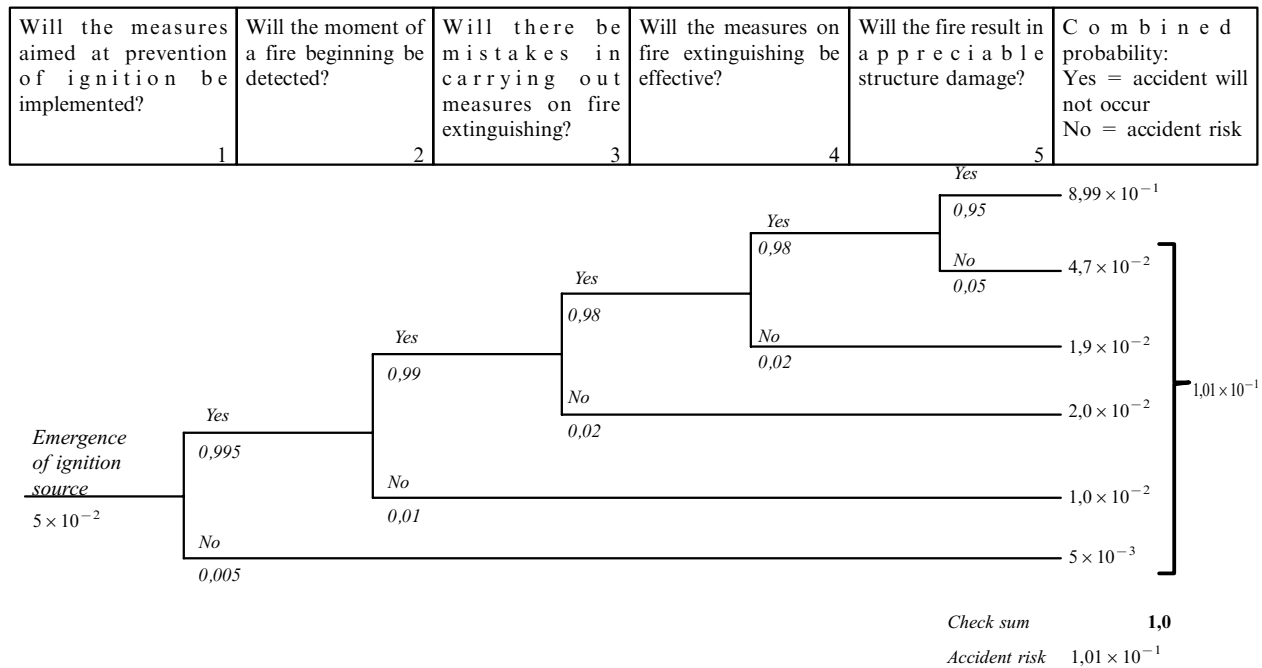 Will the measures
aimed at prevention
of ignition be
implemented?
1
Will the moment of
a fire beginning be
detected?
2
Will there be
mistakes in
carrying out
measures on fire
extinguishing?
3
Will the measures on
fire extinguishing be
effective?
4
Will the fire result in
appreciable
structure damage?
5
Combined
probability:
Yes = accident will
not occur
No = accident risk
Yes
0,95
8,99 × 10⁻¹
Yes
0,98
No
0,05
4,7 × 10⁻²
Yes
0,98
No
0,02
1,9 × 10⁻²
Yes
0,99
No
0,02
2,0 × 10⁻²
1,01 × 10⁻¹
Yes
0,995
Emergence
of ignition
source
5 × 10⁻²
No
0,01
1,0 × 10⁻²
No
0,005
5 × 10⁻³
Check sum 1,0
Accident risk 1,01 × 10⁻¹